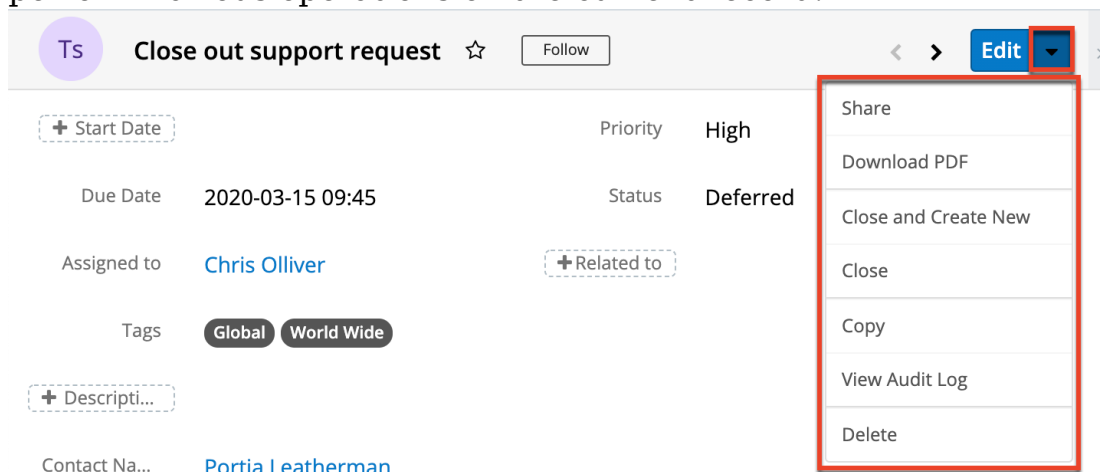 Ts Close out support request Follow Edit
Start Date Priority High
Due Date 2020-03-15 09:45 Status Deferred
Assigned to Chris Olliver Related to
Tags Global World Wide
Descripti...
Contact Na... Portia Leatherman
Share
Download PDF
Close and Create New
Close
Copy
View Audit Log
Delete